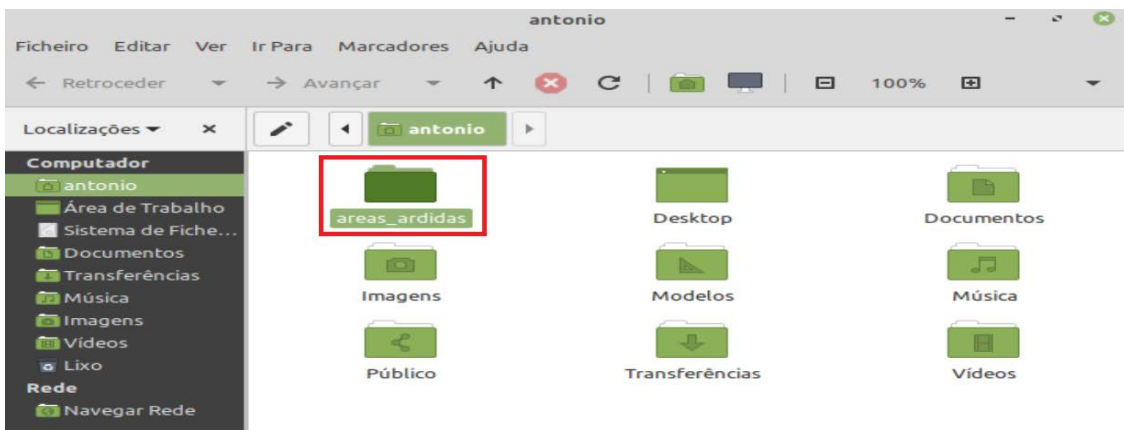 antonio
Ficheiro Editar Ver Ir Para Marcadores Ajuda
Retroceder Avançar 100%
Localizações antonio
Computador
antonio
Área de Trabalho
Sistema de Fiche...
Documentos
Transferências
Música
Imagens
Vídeos
Lixo
Rede
Navegar Rede
areas_ardidas Desktop Documentos
Imagens Modelos Música
Público Transferências Vídeos